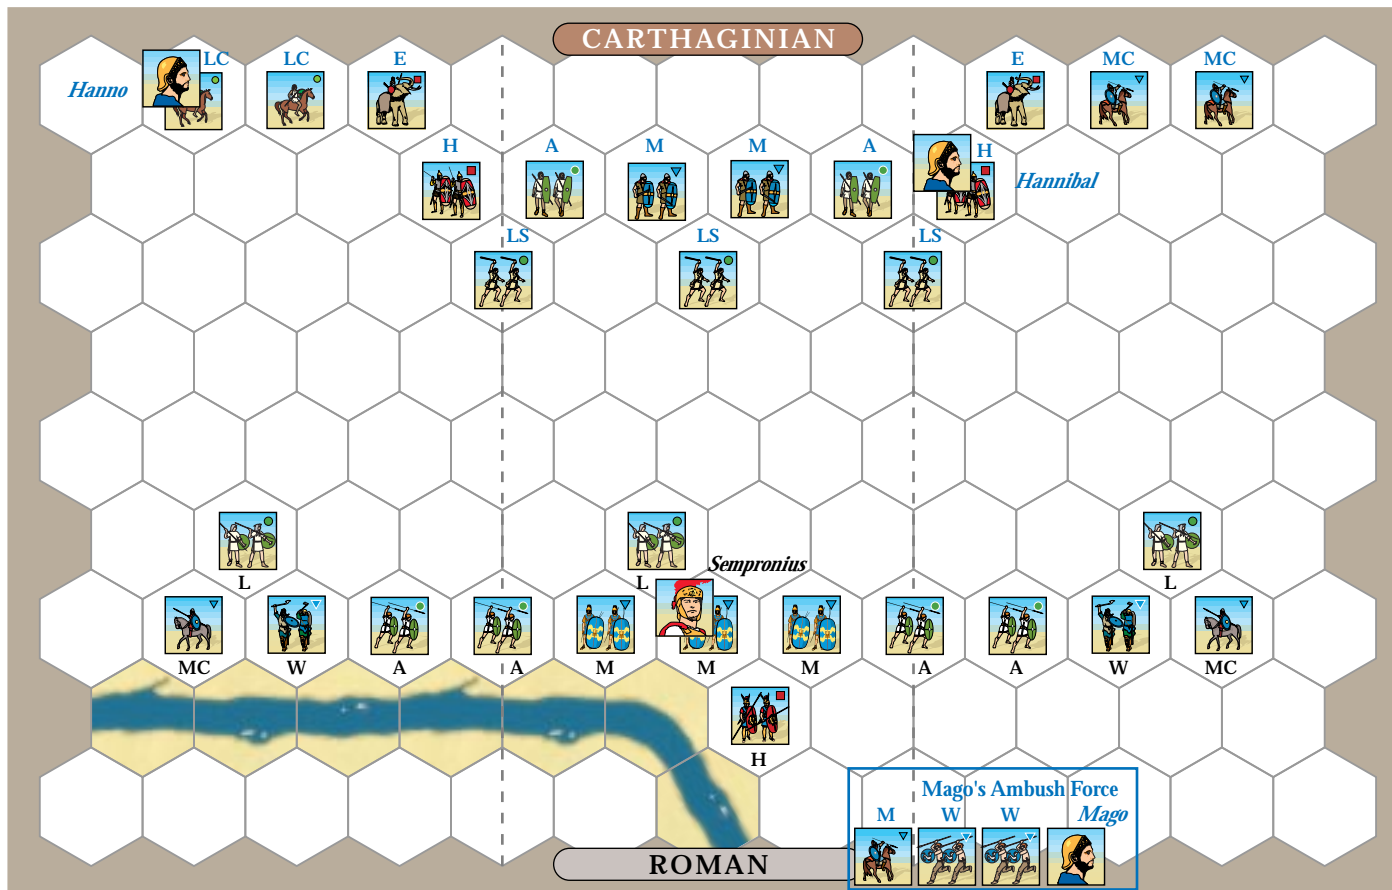 CARTHAGINIAN
Hanno LC LC E E MC MC
H A M M A H Hannibal
LS LS LS
Sempronius
L L L
MC W A A M M M A A W MC
H
Mago's Ambush Force
M W W Mago
ROMAN